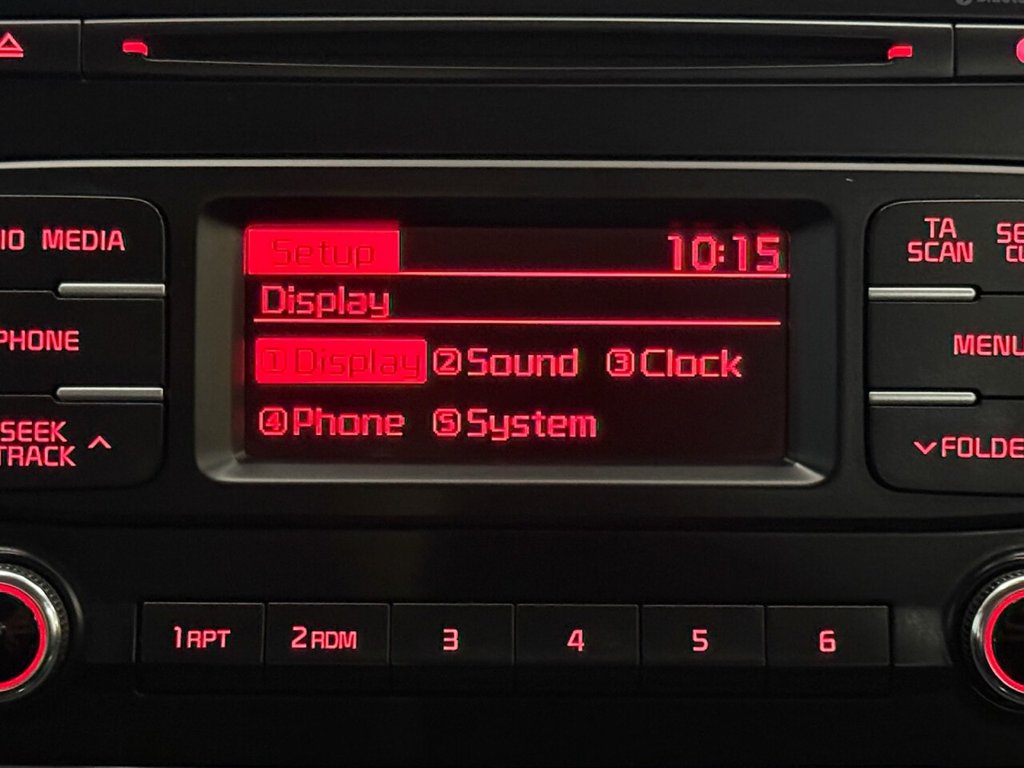 MEDIA
TA
SCAN
PHONE
MENU
SEEK
TRACK
Setup
10:15
Display
①Display ②Sound ③Clock
④Phone ⑤System
1RPT 2RDM 3 4 5 6